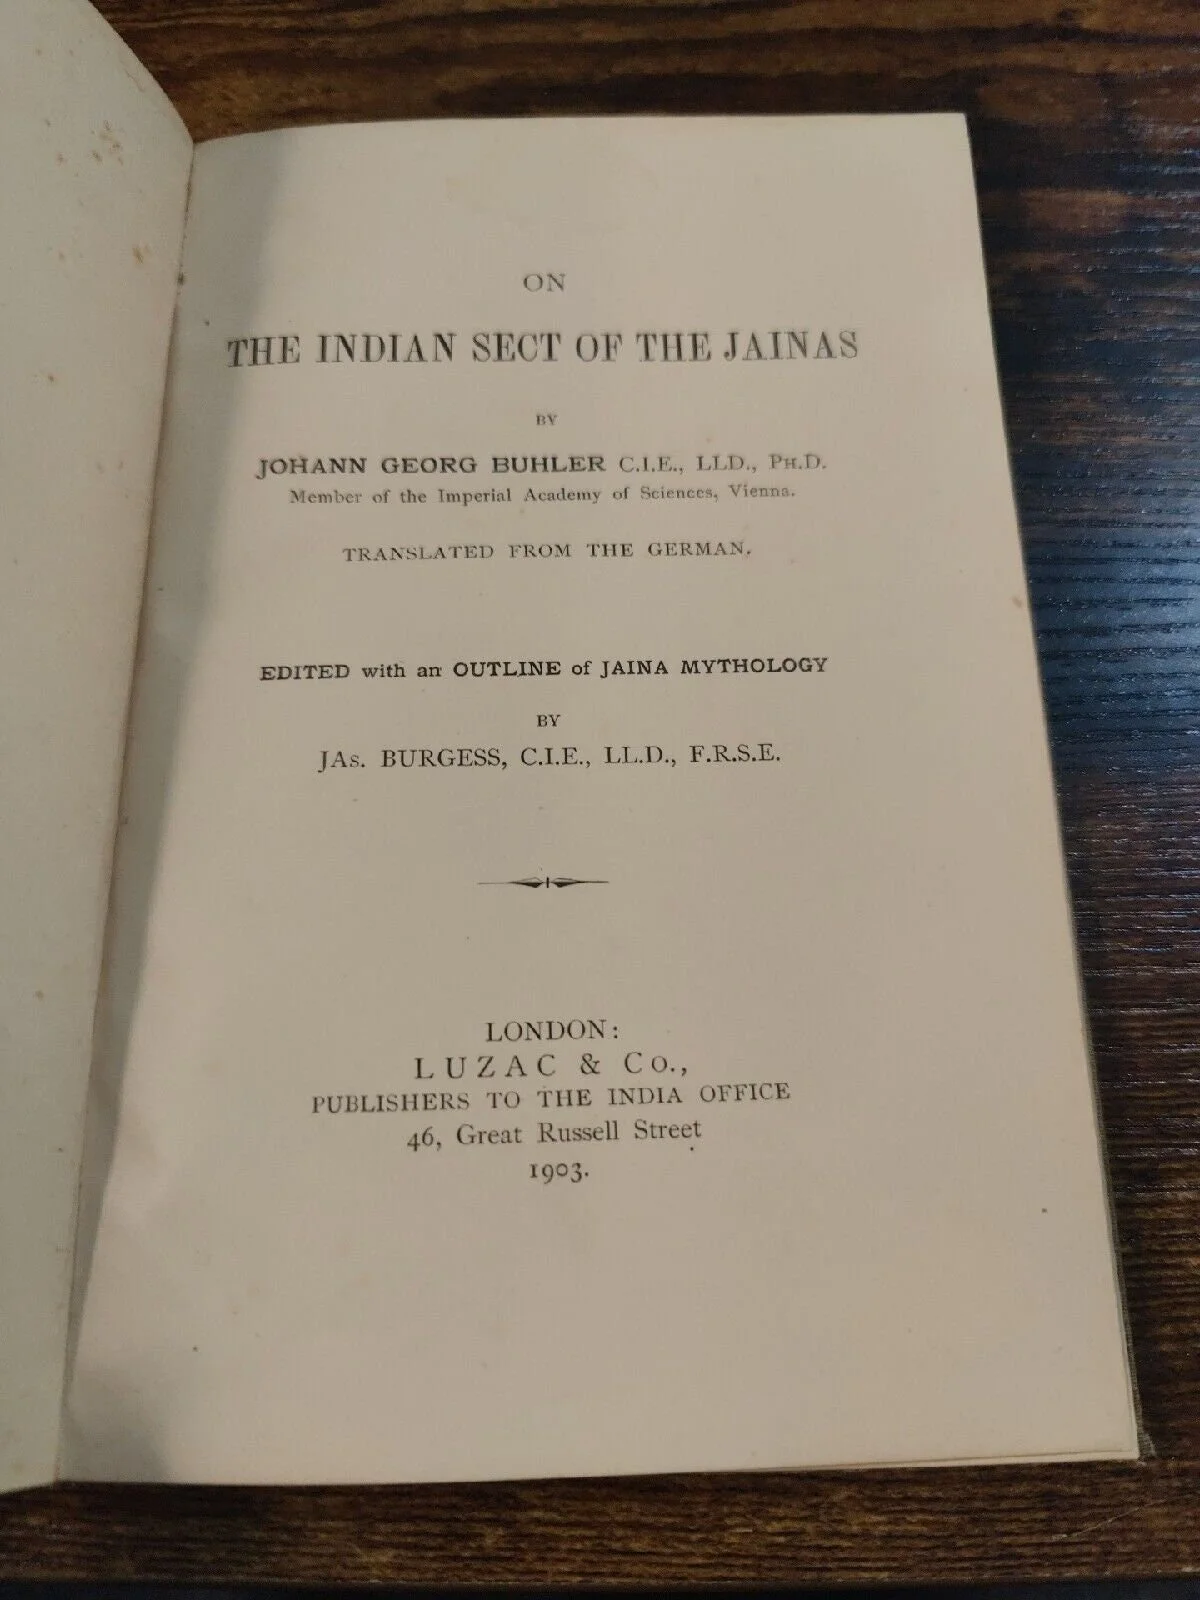 ON
THE INDIAN SECT OF THE JAINAS
BY
JOHANN GEORG BUHLER C.I.E., LLD., PH.D.
Member of the Imperial Academy of Sciences, Vienna.
TRANSLATED FROM THE GERMAN.
EDITED with an OUTLINE of JAINA MYTHOLOGY
BY
JAS. BURGESS, C.I.E., LL.D., F.R.S.E.
LONDON:
LUZAC & CO.,
PUBLISHERS TO THE INDIA OFFICE
46, Great Russell Street
1903.